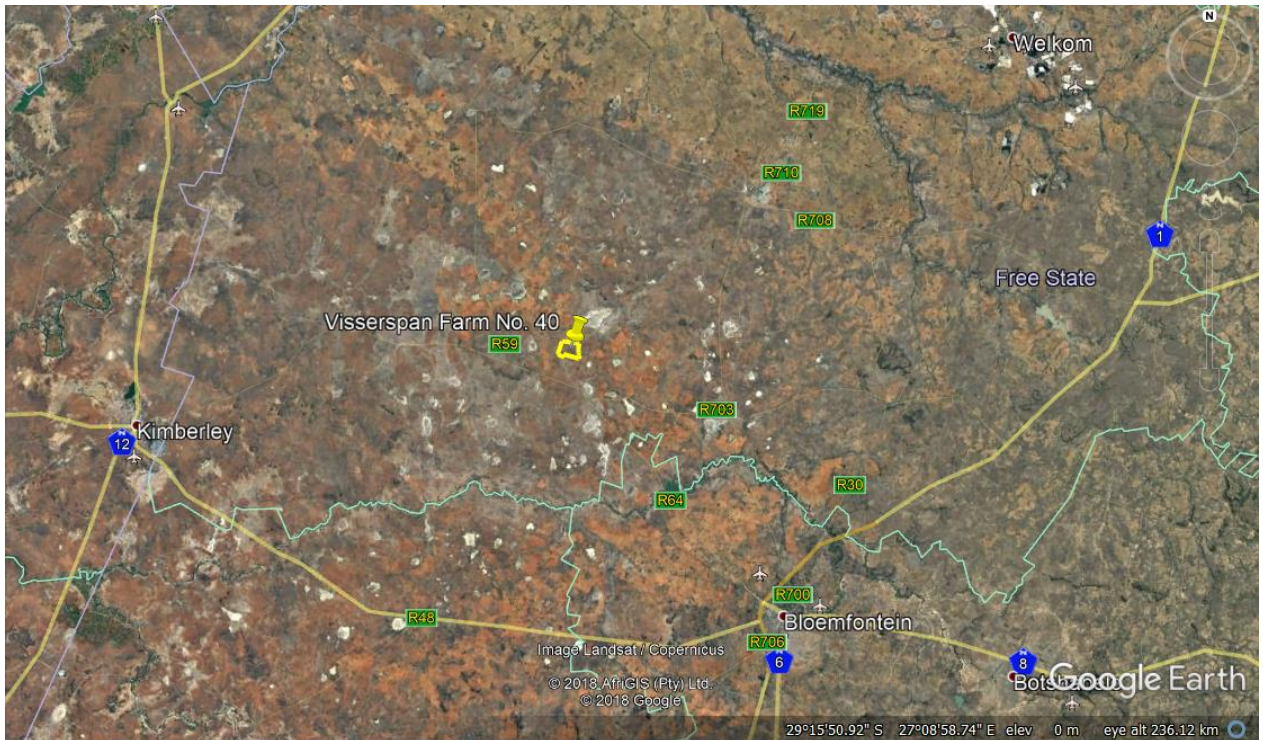 N
Welkom
R719
R710
R708
N
1
Free State
Visserspan Farm No. 40
R59
R703
Kimberley
N
12
R30
R64
R700
Bloemfontein
R48
R706
Image Landsat / Copernicus
N
6
N
8
© 2018 AfriGIS (Pty) Ltd.
© 2018 Google
Google Earth
29°15'50.92" S 27°08'58.74" E elev 0 m eye alt 236.12 km